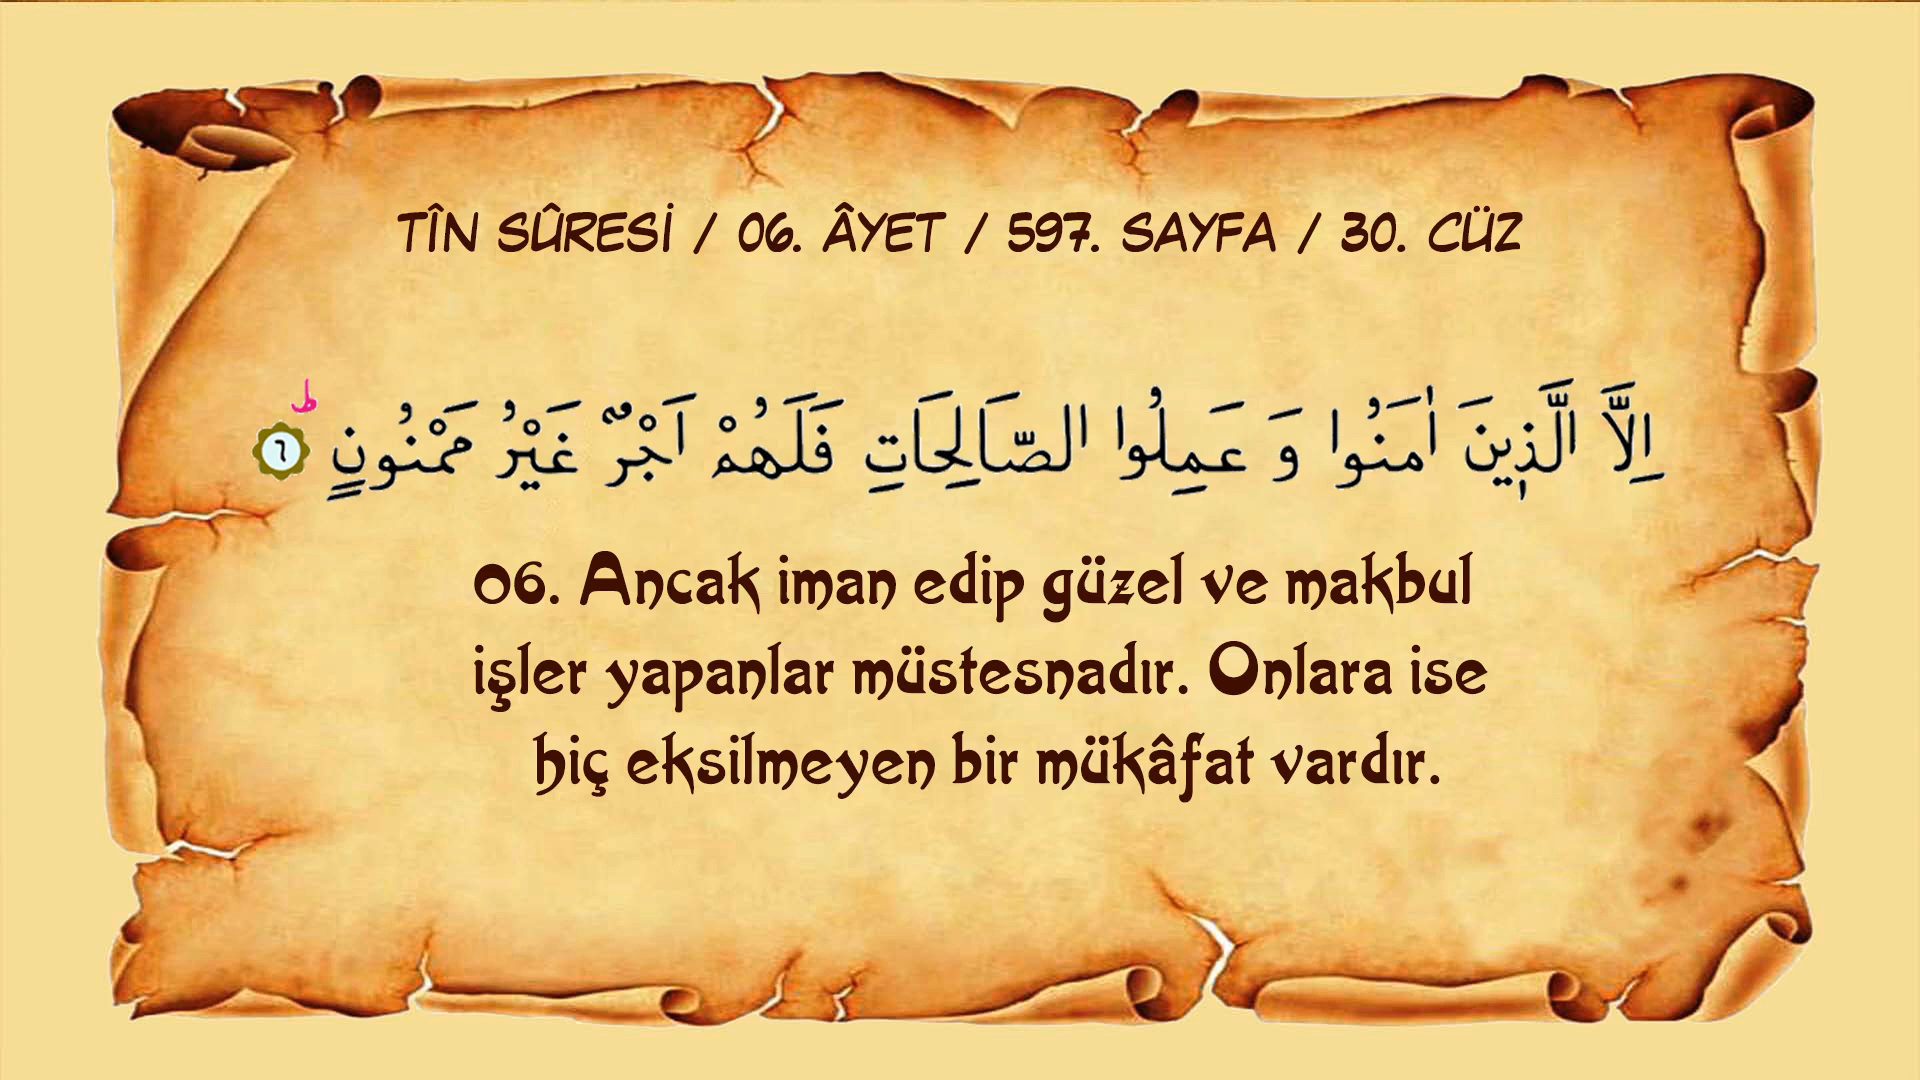 TÎN SÛRESİ / 06. ÂYET / 597. SAYFA / 30. CÜZ
اِلَّا الَّذ۪ينَ اٰمَنُوا وَ عَمِلُوا الصَّالِحَاتِ فَلَهُمْ اَجْرٌ غَيْرُ مَمْنُونٍۜ ٦
06. Ancak iman edip güzel ve makbul
işler yapanlar müstesnadır. Onlara ise
hiç eksilmeyen bir mükâfat vardır.